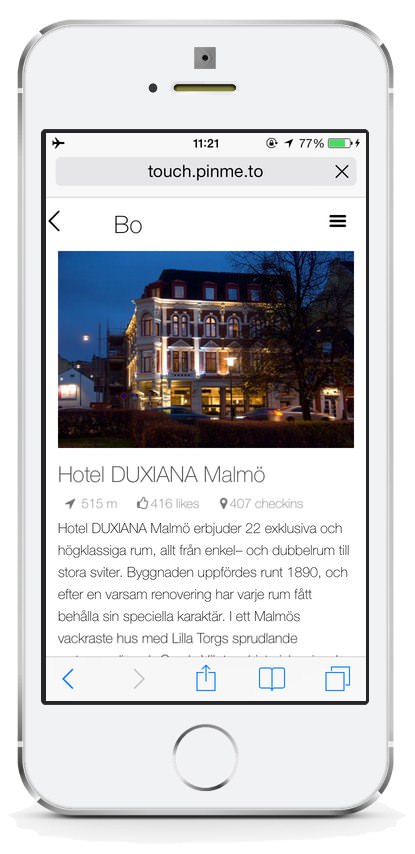 11:21
77%
touch.pinme.to
Bo
Hotel DUXIANA Malmö
515 m 416 likes 407 checkins
Hotel DUXIANA Malmö erbjuder 22 exklusiva och
högklassiga rum, allt från enkel– och dubbelrum till
stora sviter. Byggnaden uppfördes runt 1890, och
efter en varsam renovering har varje rum fått
behålla sin speciella karaktär. I ett Malmös
vackraste hus med Lilla Torgs sprudlande